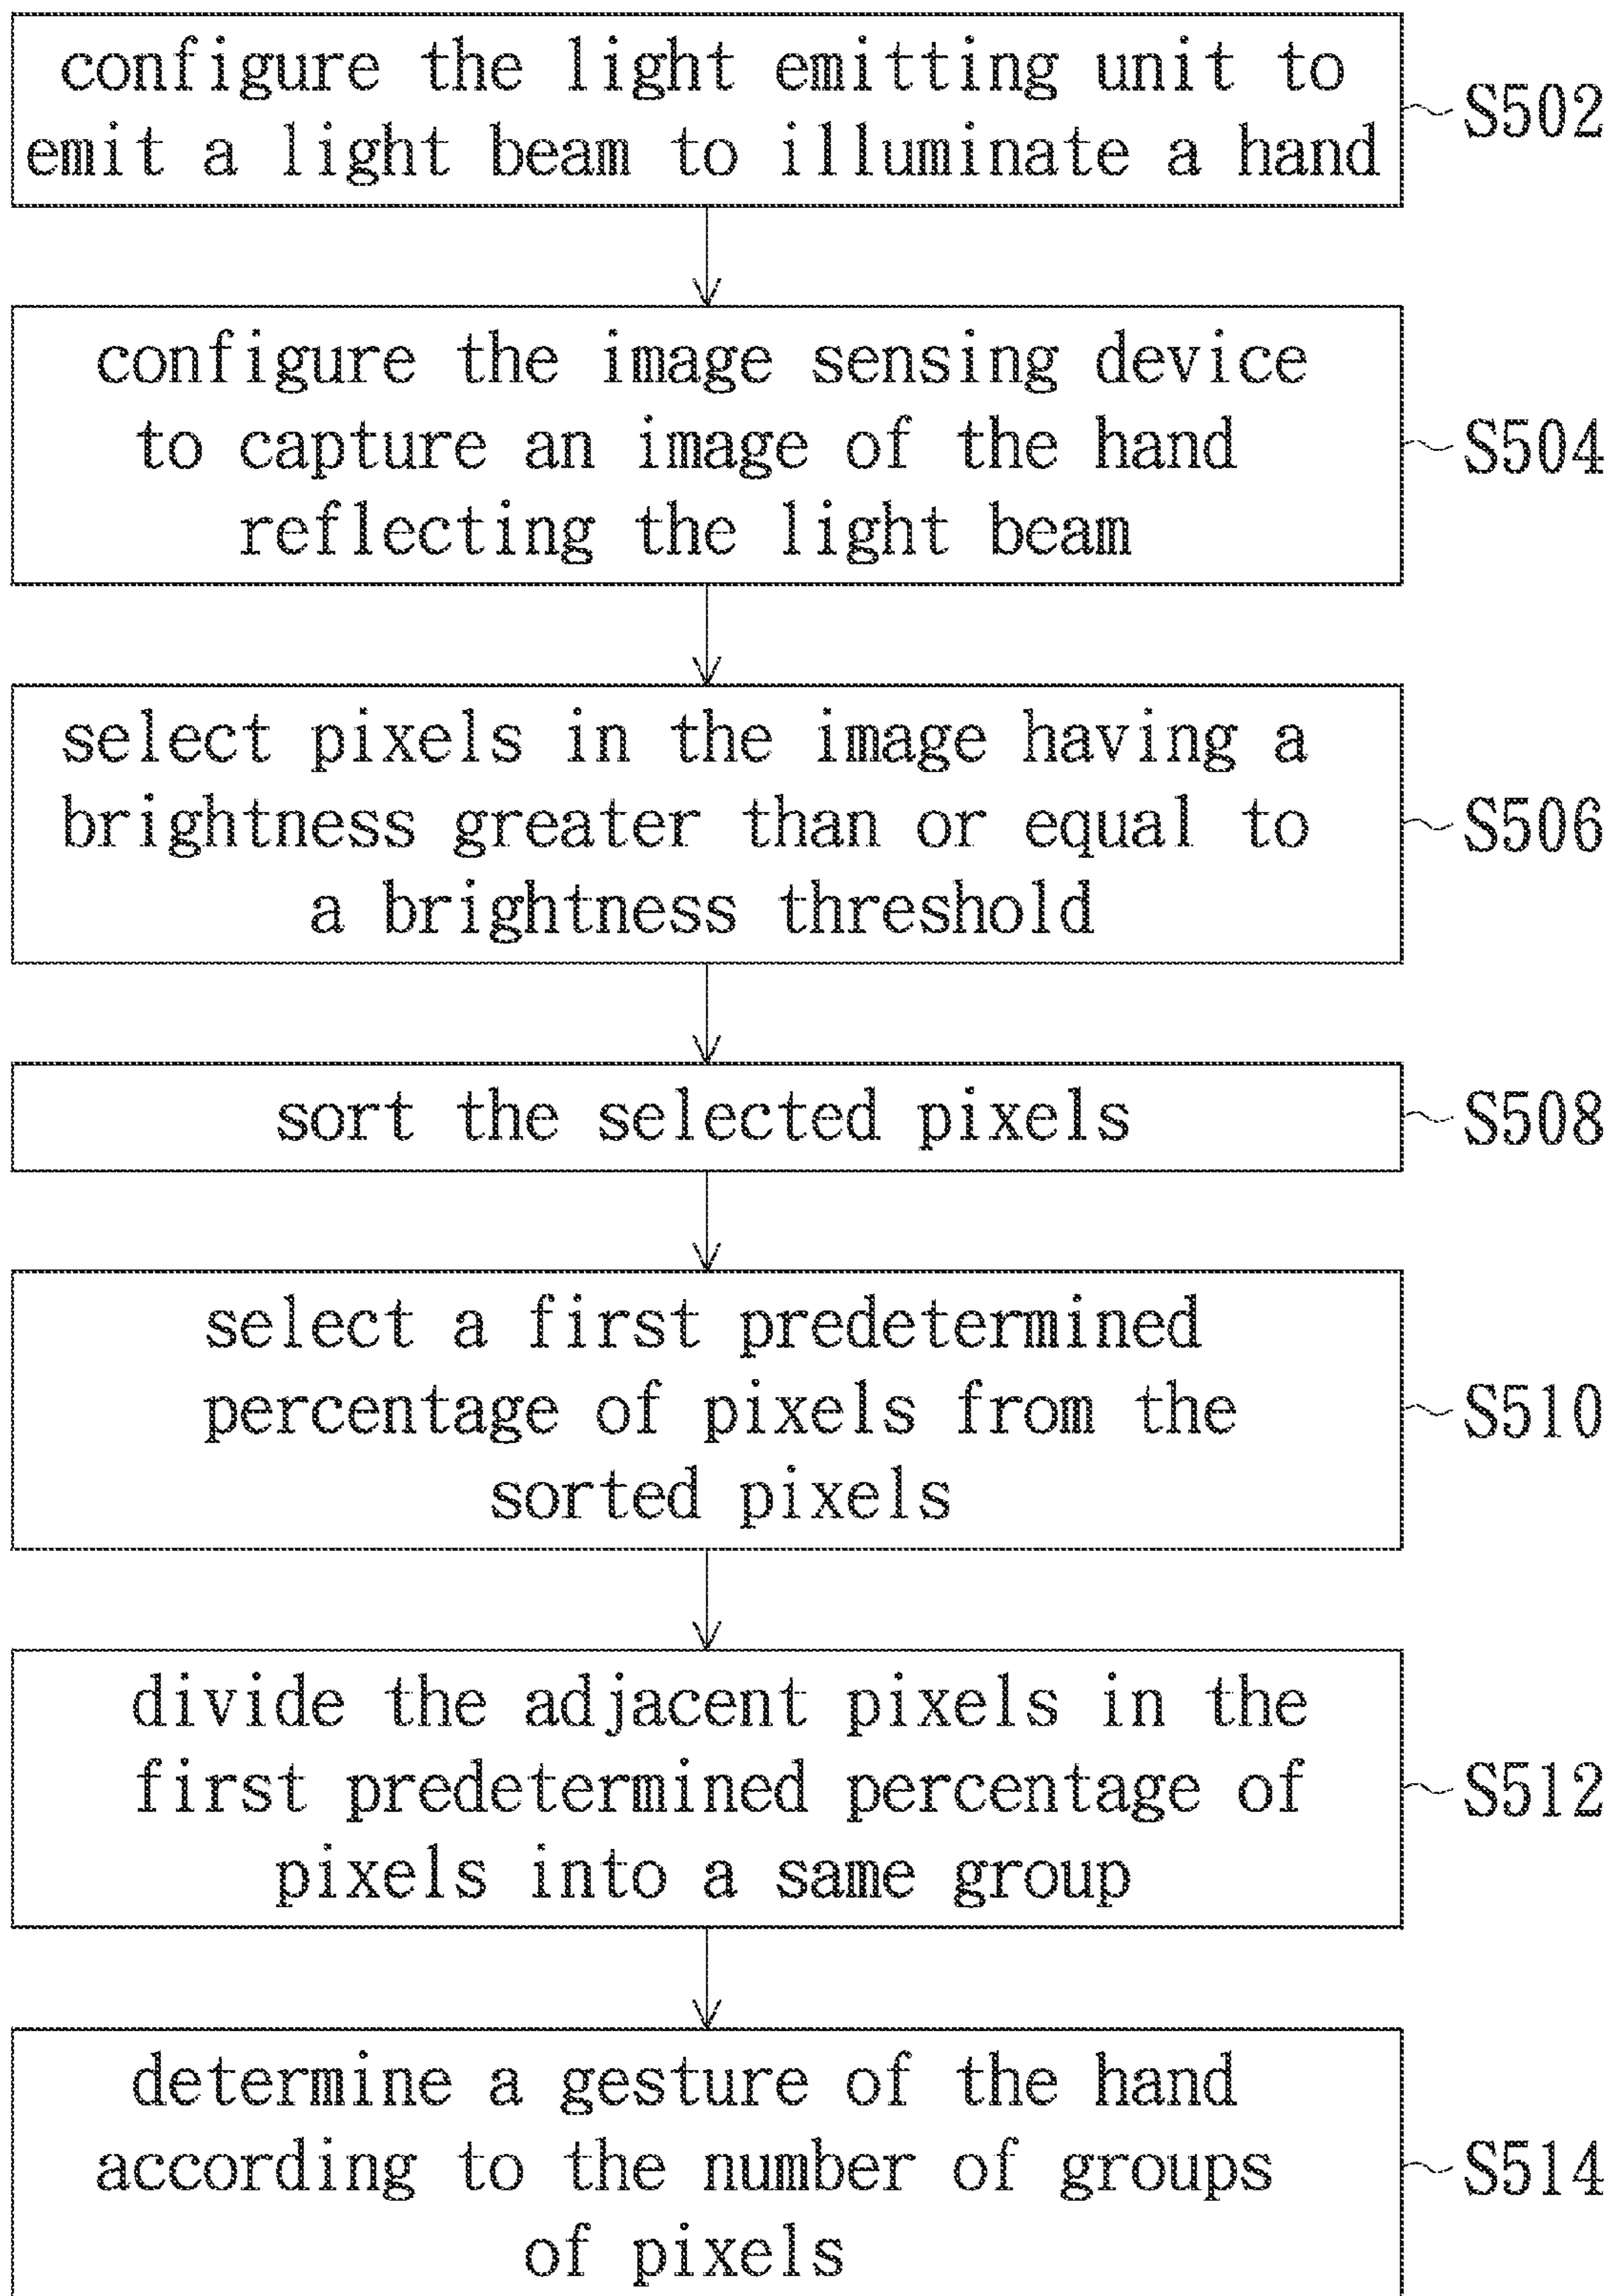 configure the light emitting unit to
emit a light beam to illuminate a hand
S502
configure the image sensing device
to capture an image of the hand
reflecting the light beam
S504
select pixels in the image having a
brightness greater than or equal to
a brightness threshold
S506
sort the selected pixels
S508
select a first predetermined
percentage of pixels from the
sorted pixels
S510
divide the adjacent pixels in the
first predetermined percentage of
pixels into a same group
S512
determine a gesture of the hand
according to the number of groups
of pixels
S514